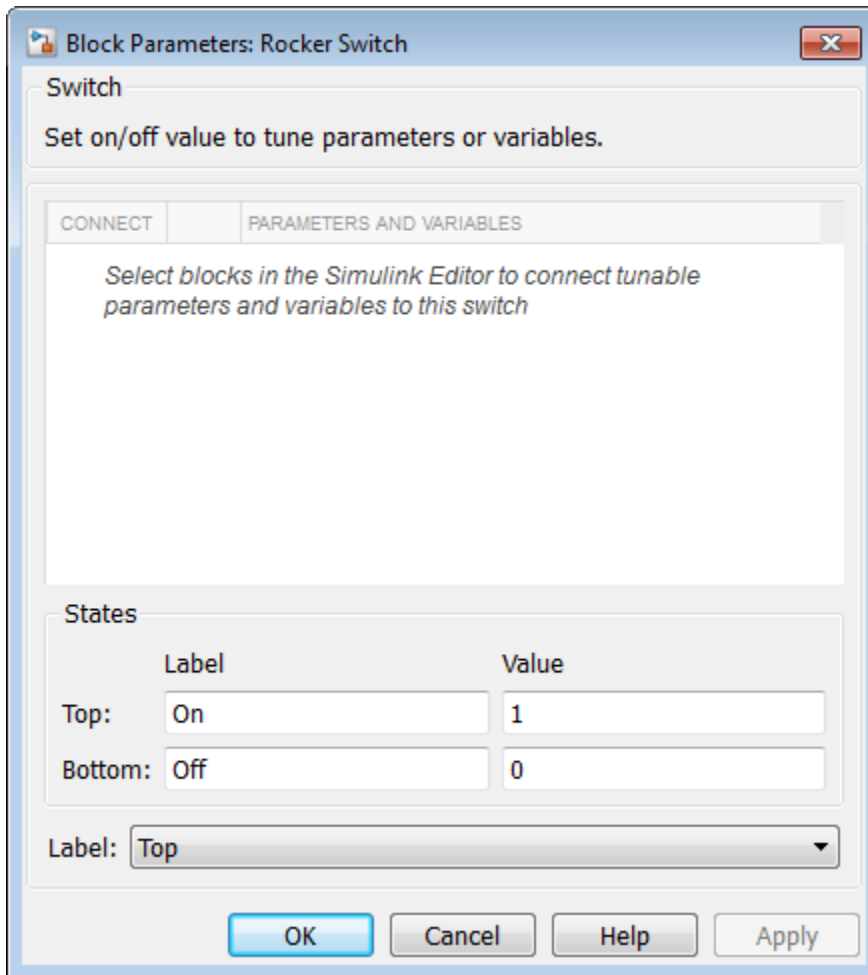 Block Parameters: Rocker Switch
Switch
Set on/off value to tune parameters or variables.
CONNECT PARAMETERS AND VARIABLES
Select blocks in the Simulink Editor to connect tunable
parameters and variables to this switch
States
Label Value
Top: On 1
Bottom: Off 0
Label: Top
OK Cancel Help Apply